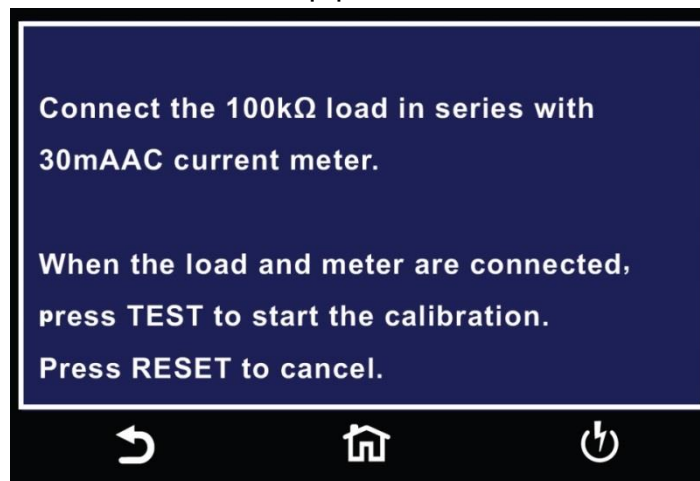 Connect the 100kΩ load in series with
30mAAC current meter.
When the load and meter are connected,
press TEST to start the calibration.
Press RESET to cancel.